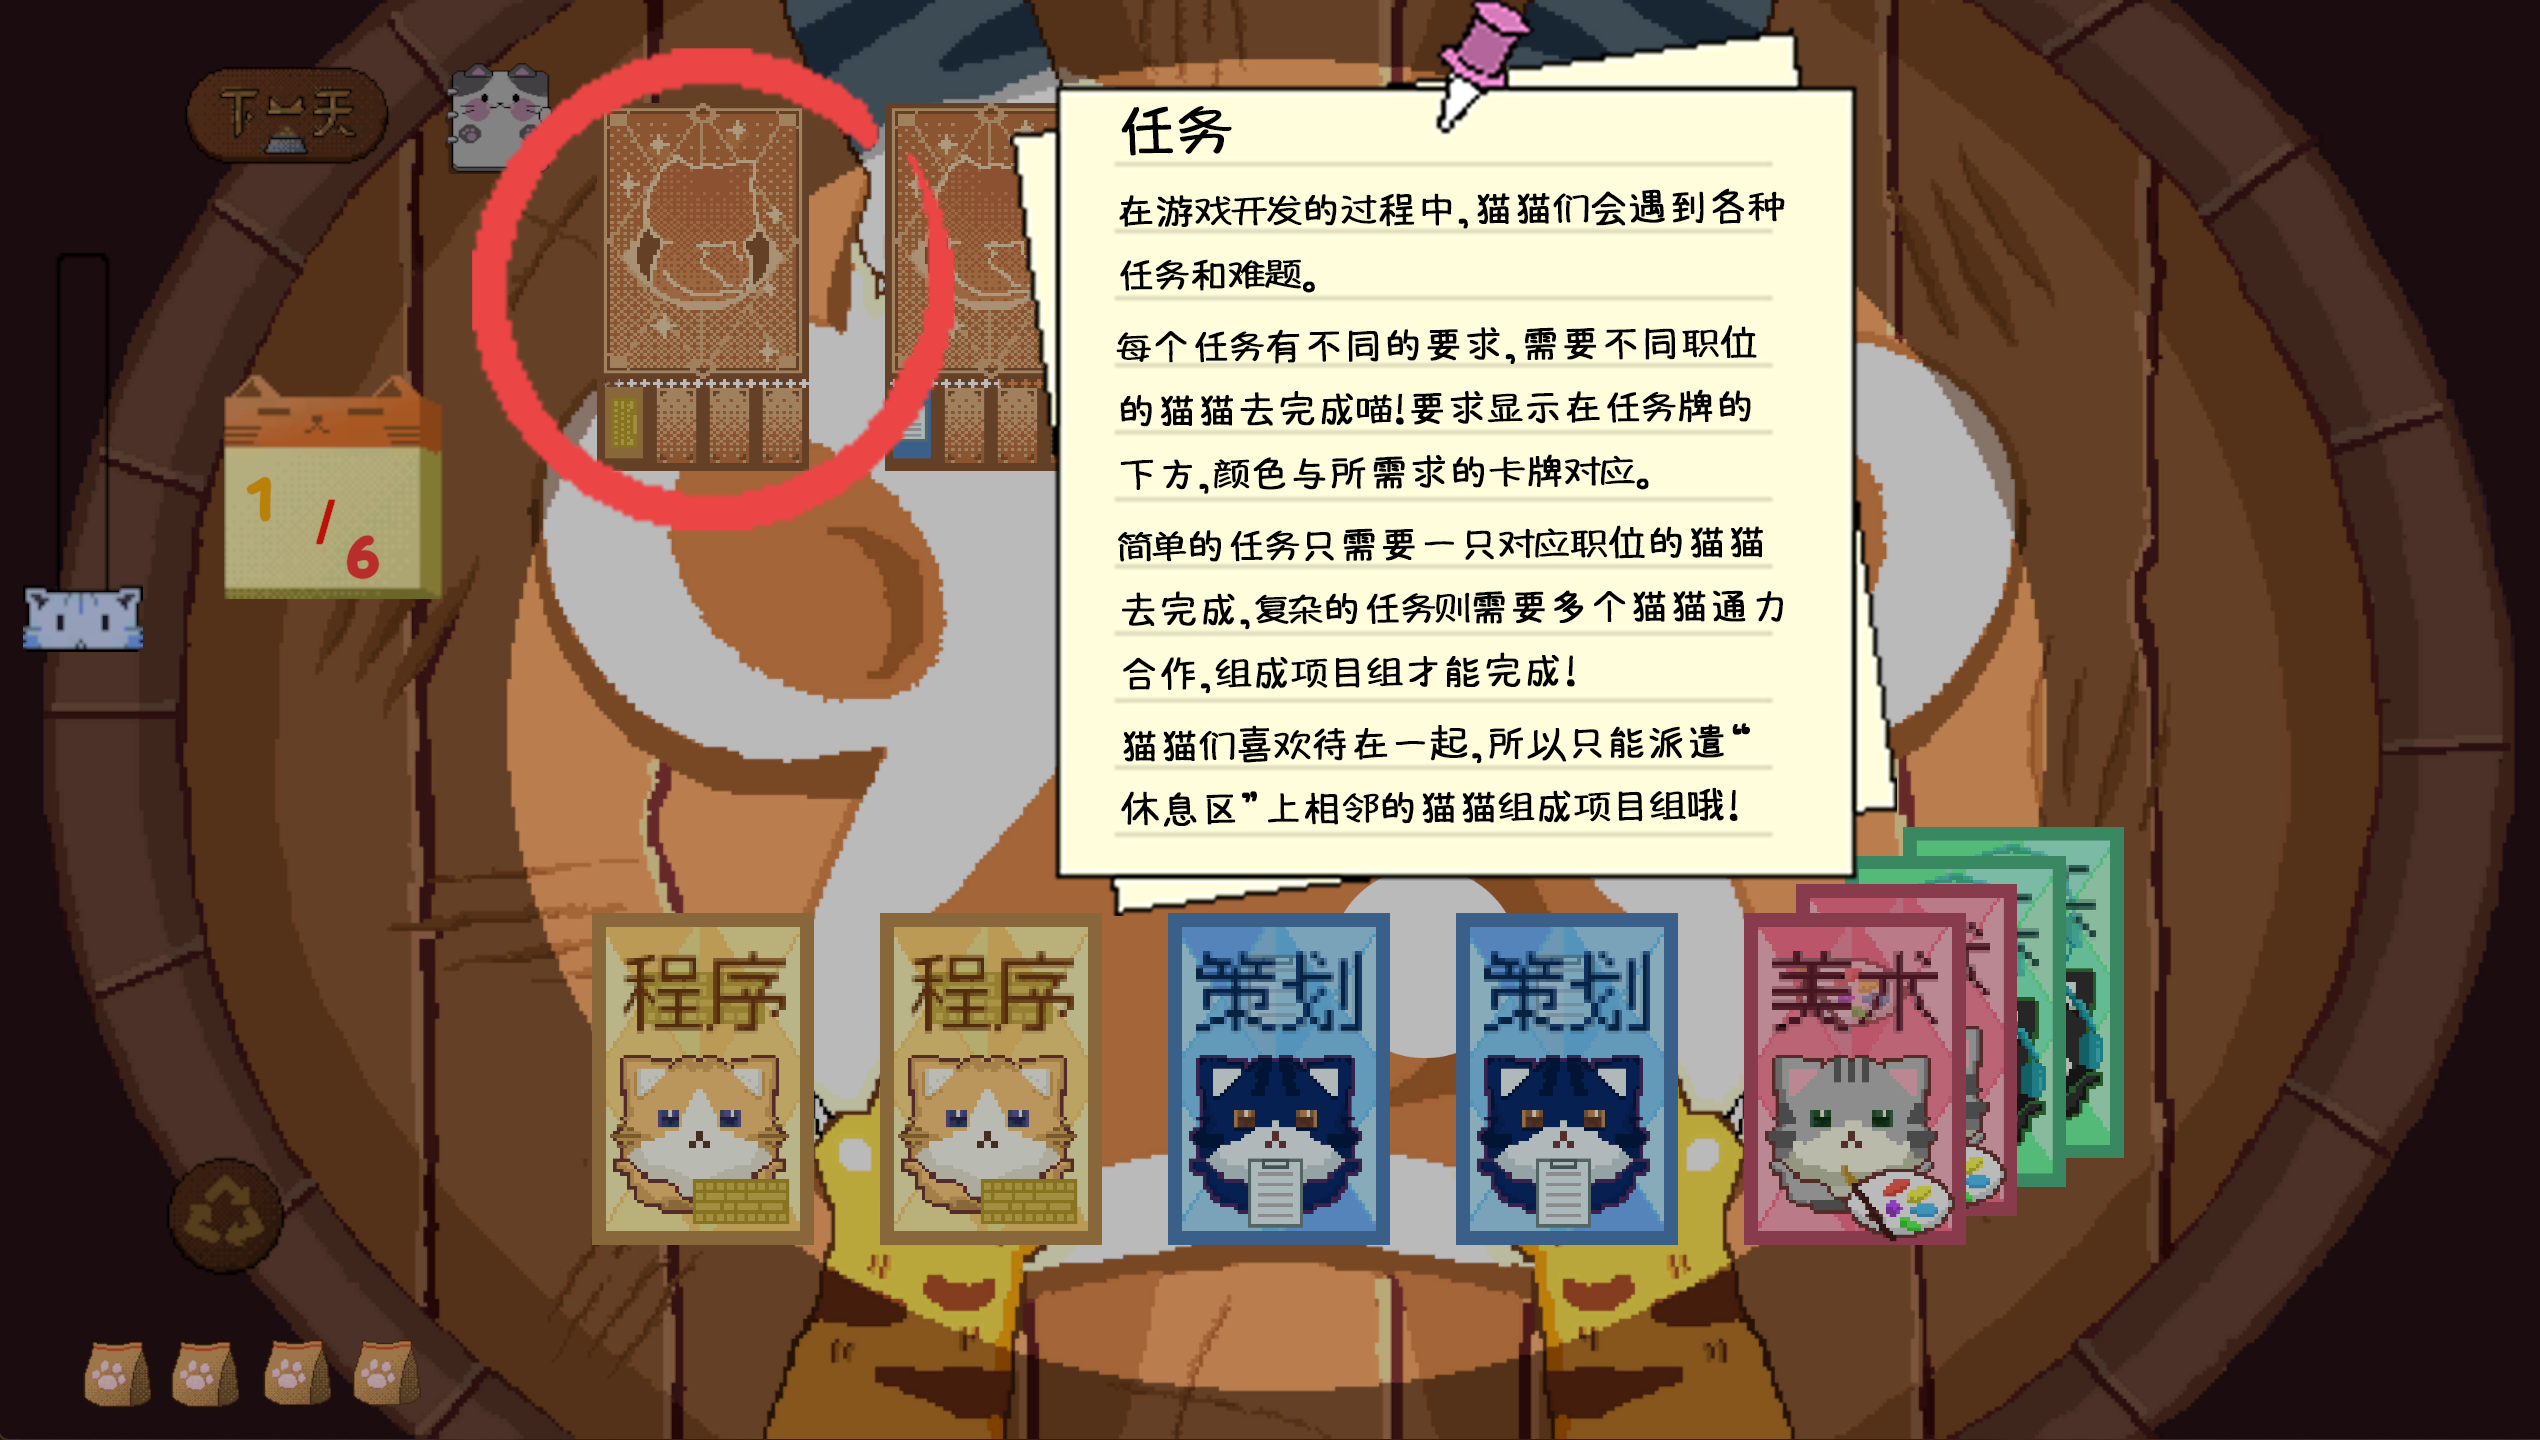 下一天
1/6
任务
在游戏开发的过程中,猫猫们会遇到各种
任务和难题。
每个任务有不同的要求,需要不同职位
的猫猫去完成喵!要求显示在任务牌的
下方,颜色与所需求的卡牌对应。
简单的任务只需要一只对应职位的猫猫
去完成,复杂的任务则需要多个猫猫通力
合作,组成项目组才能完成!
猫猫们喜欢待在一起,所以只能派遣“
休息区”上相邻的猫猫组成项目组哦!
程序
程序
策划
策划
美术